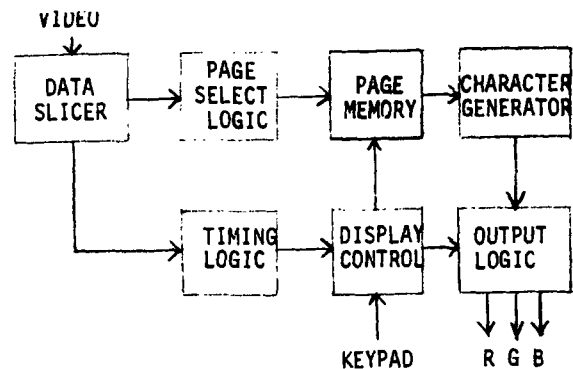 VIDEO
DATA
SLICER
PAGE
SELECT
LOGIC
PAGE
MEMORY
CHARACTER
GENERATOR
TIMING
LOGIC
DISPLAY
CONTROL
OUTPUT
LOGIC
KEYPAD
R G B